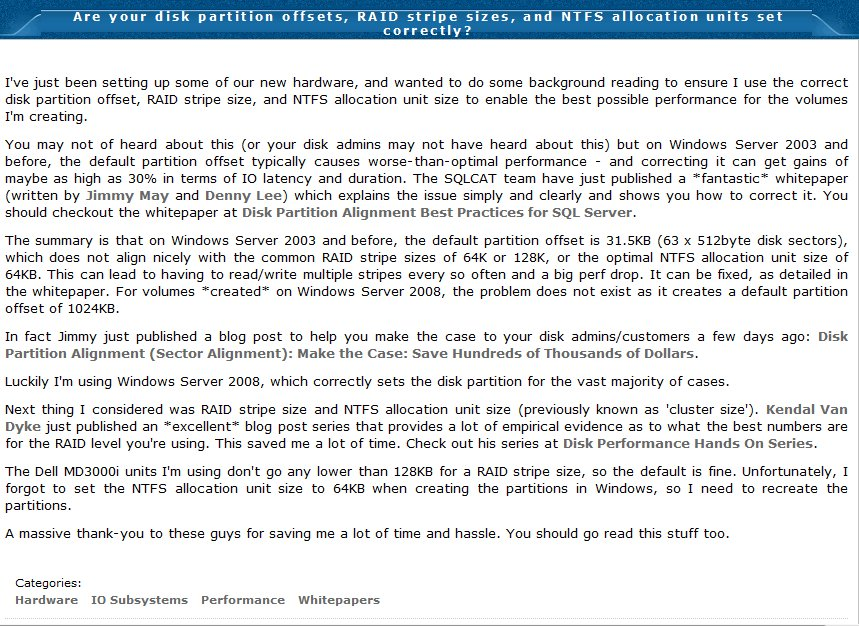 Are your disk partition offsets, RAID stripe sizes, and NTFS allocation units set
correctly?
I've just been setting up some of our new hardware, and wanted to do some background reading to ensure I use the correct
disk partition offset, RAID stripe size, and NTFS allocation unit size to enable the best possible performance for the volumes
I'm creating.
You may not of heard about this (or your disk admins may not have heard about this) but on Windows Server 2003 and
before, the default partition offset typically causes worse-than-optimal performance - and correcting it can get gains of
maybe as high as 30% in terms of IO latency and duration. The SQLCAT team have just published a *fantastic* whitepaper
(written by Jimmy May and Denny Lee) which explains the issue simply and clearly and shows you how to correct it. You
should checkout the whitepaper at Disk Partition Alignment Best Practices for SQL Server.
The summary is that on Windows Server 2003 and before, the default partition offset is 31.5KB (63 x 512byte disk sectors),
which does not align nicely with the common RAID stripe sizes of 64K or 128K, or the optimal NTFS allocation unit size of
64KB. This can lead to having to read/write multiple stripes every so often and a big perf drop. It can be fixed, as detailed in
the whitepaper. For volumes *created* on Windows Server 2008, the problem does not exist as it creates a default partition
offset of 1024KB.
In fact Jimmy just published a blog post to help you make the case to your disk admins/customers a few days ago: Disk
Partition Alignment (Sector Alignment): Make the Case: Save Hundreds of Thousands of Dollars.
Luckily I'm using Windows Server 2008, which correctly sets the disk partition for the vast majority of cases.
Next thing I considered was RAID stripe size and NTFS allocation unit size (previously known as 'cluster size'). Kendal Van
Dyke just published an *excellent* blog post series that provides a lot of empirical evidence as to what the best numbers are
for the RAID level you're using. This saved me a lot of time. Check out his series at Disk Performance Hands On Series.
The Dell MD3000i units I'm using don't go any lower than 128KB for a RAID stripe size, so the default is fine. Unfortunately, I
forgot to set the NTFS allocation unit size to 64KB when creating the partitions in Windows, so I need to recreate the
partitions.
A massive thank-you to these guys for saving me a lot of time and hassle. You should go read this stuff too.
Categories:
Hardware IO Subsystems Performance Whitepapers